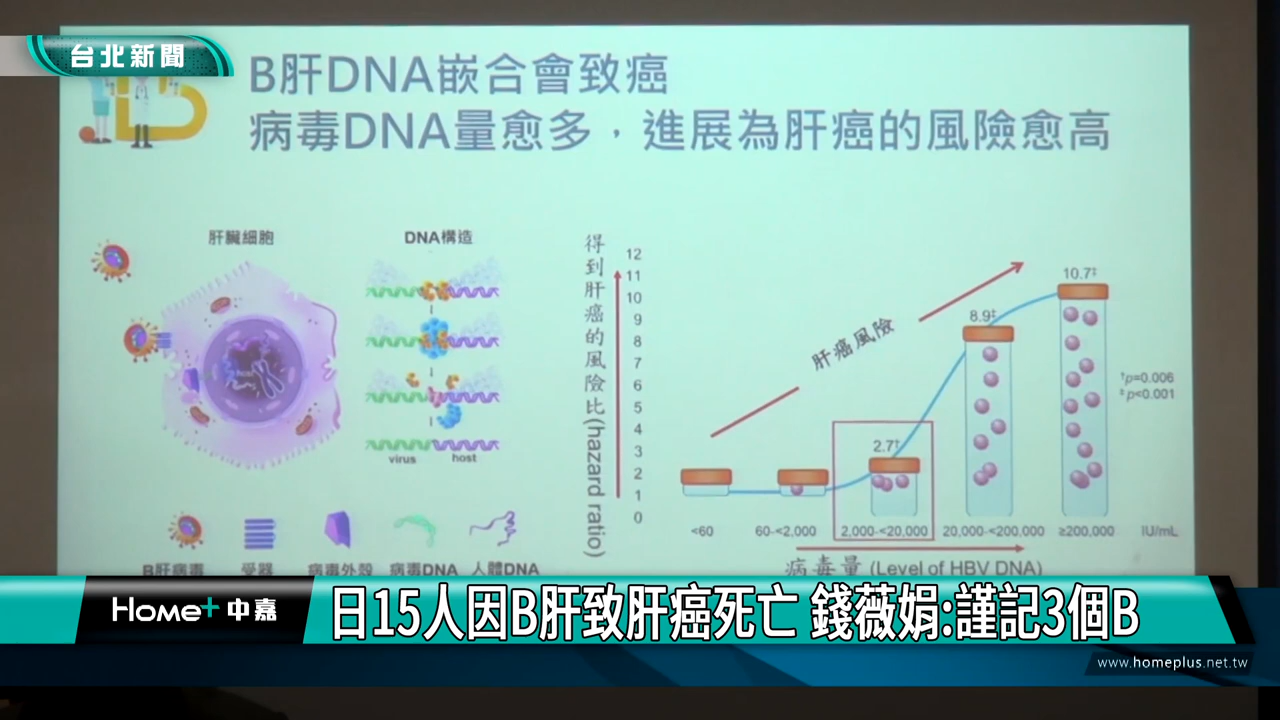 台北新聞
B肝DNA嵌合會致癌
病毒DNA量愈多，進展為肝癌的風險愈高
肝臟細胞
DNA構造
virus
host
B肝病毒
受器
病毒外殼
病毒DNA
人體DNA
得到肝癌的風險比(hazard ratio)
12
11
10
9
8
7
6
5
4
3
2
1
0
肝癌風險
2.7†
8.9‡
10.7‡
†p=0.006
‡p<0.001
<60
60-<2,000
2,000-<20,000
20,000-<200,000
≥200,000
IU/mL
病毒量 (Level of HBV DNA)
Home+中嘉
日15人因B肝致肝癌死亡 錢薇娟:謹記3個B
www.homeplus.net.tw